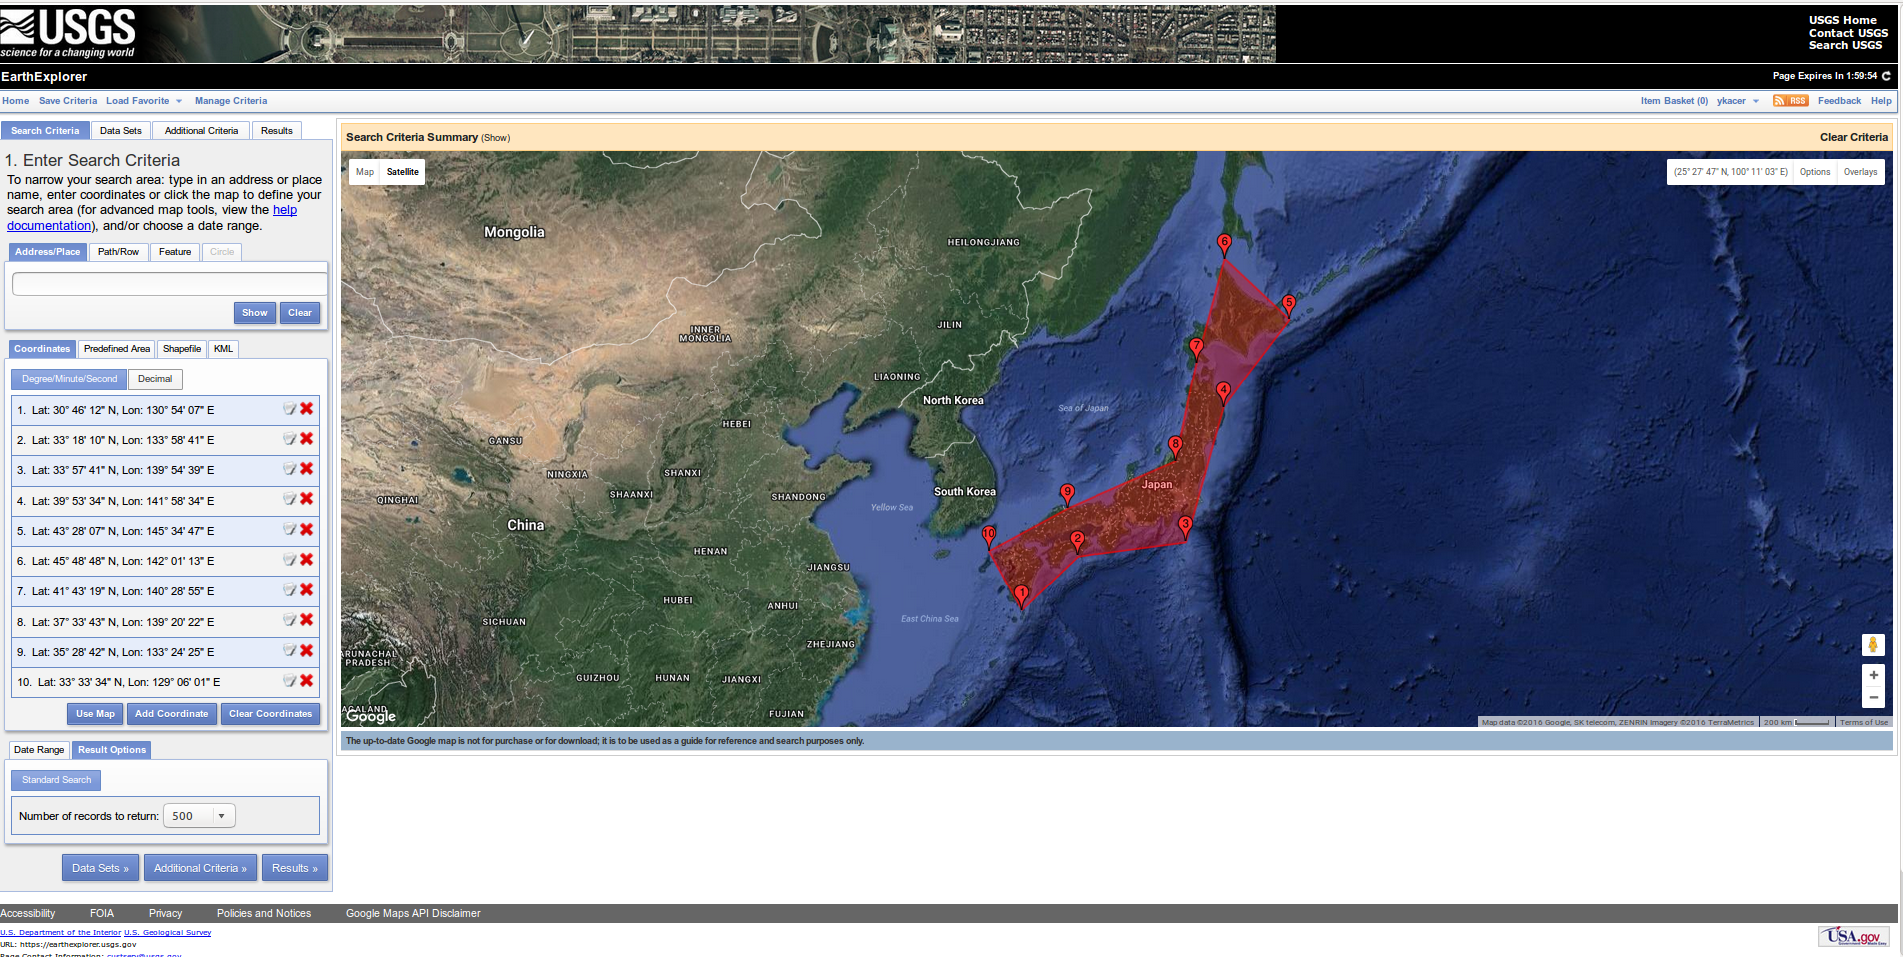 USGS
science for a changing world
USGS Home
Contact USGS
Search USGS
EarthExplorer
Page Expires In 1:59:54
Home Save Criteria Load Favorite Manage Criteria
Item Basket (0) ykacer RSS Feedback Help
Search Criteria Data Sets Additional Criteria Results
1. Enter Search Criteria
To narrow your search area: type in an address or place
name, enter coordinates or click the map to define your
search area (for advanced map tools, view the help
documentation), and/or choose a date range.
Address/Place Path/Row Feature Circle
Show Clear
Coordinates Predefined Area Shapefile KML
Degree/Minute/Second Decimal
1. Lat: 30° 46' 12" N, Lon: 130° 54' 07" E
2. Lat: 33° 18' 10" N, Lon: 133° 58' 41" E
3. Lat: 33° 57' 41" N, Lon: 139° 54' 39" E
4. Lat: 39° 53' 34" N, Lon: 141° 58' 34" E
5. Lat: 43° 28' 07" N, Lon: 145° 34' 47" E
6. Lat: 45° 48' 48" N, Lon: 142° 01' 13" E
7. Lat: 41° 43' 19" N, Lon: 140° 28' 55" E
8. Lat: 37° 33' 43" N, Lon: 139° 20' 22" E
9. Lat: 35° 28' 42" N, Lon: 133° 24' 25" E
10. Lat: 33° 33' 34" N, Lon: 129° 06' 01" E
Use Map Add Coordinate Clear Coordinates
Date Range Result Options
Standard Search
Number of records to return: 500
Data Sets » Additional Criteria » Results »
Search Criteria Summary (Show)
Clear Criteria
Map Satellite
(25° 27' 47" N, 100° 11' 03" E) Options Overlays
Mongolia
HEILONGJIANG
6
5
JILIN
INNER
MONGOLIA
7
LIAONING
4
North Korea
Sea of Japan
HEBEI
GANSU
8
NINGXIA
SHANXI
Japan
SHAANXI
SHANDONG
South Korea
9
QINGHAI
Yellow Sea
China
3
10
2
HENAN
JIANGSU
1
HUBEI
ANHUI
SICHUAN
East China Sea
ZHEJIANG
ARUNACHAL
PRADESH
GUIZHOU
HUNAN
JIANGXI
AGALAND
FUJIAN
Google
+
−
Map data ©2016 Google, SK telecom, ZENRIN Imagery ©2016 TerraMetrics 200 km Terms of Use
The up-to-date Google map is not for purchase or for download; it is to be used as a guide for reference and search purposes only.
Accessibility FOIA Privacy Policies and Notices Google Maps API Disclaimer
U.S. Department of the Interior U.S. Geological Survey
URL: https://earthexplorer.usgs.gov
Page Contact Information: custserv@usgs.gov
USA.gov